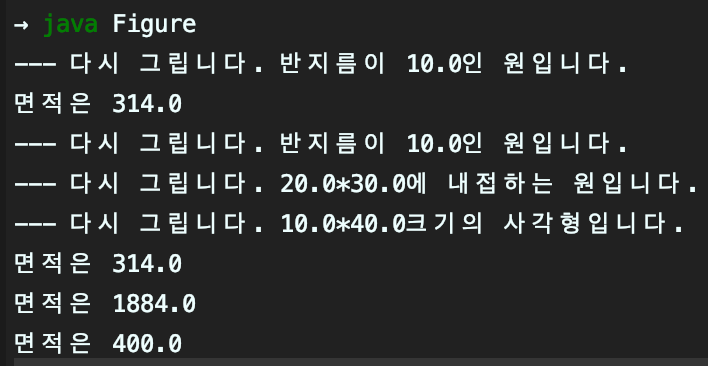 → java Figure
--- 다시 그립니다. 반지름이 10.0인 원입니다.
면적은 314.0
--- 다시 그립니다. 반지름이 10.0인 원입니다.
--- 다시 그립니다. 20.0*30.0에 내접하는 원입니다.
--- 다시 그립니다. 10.0*40.0크기의 사각형입니다.
면적은 314.0
면적은 1884.0
면적은 400.0